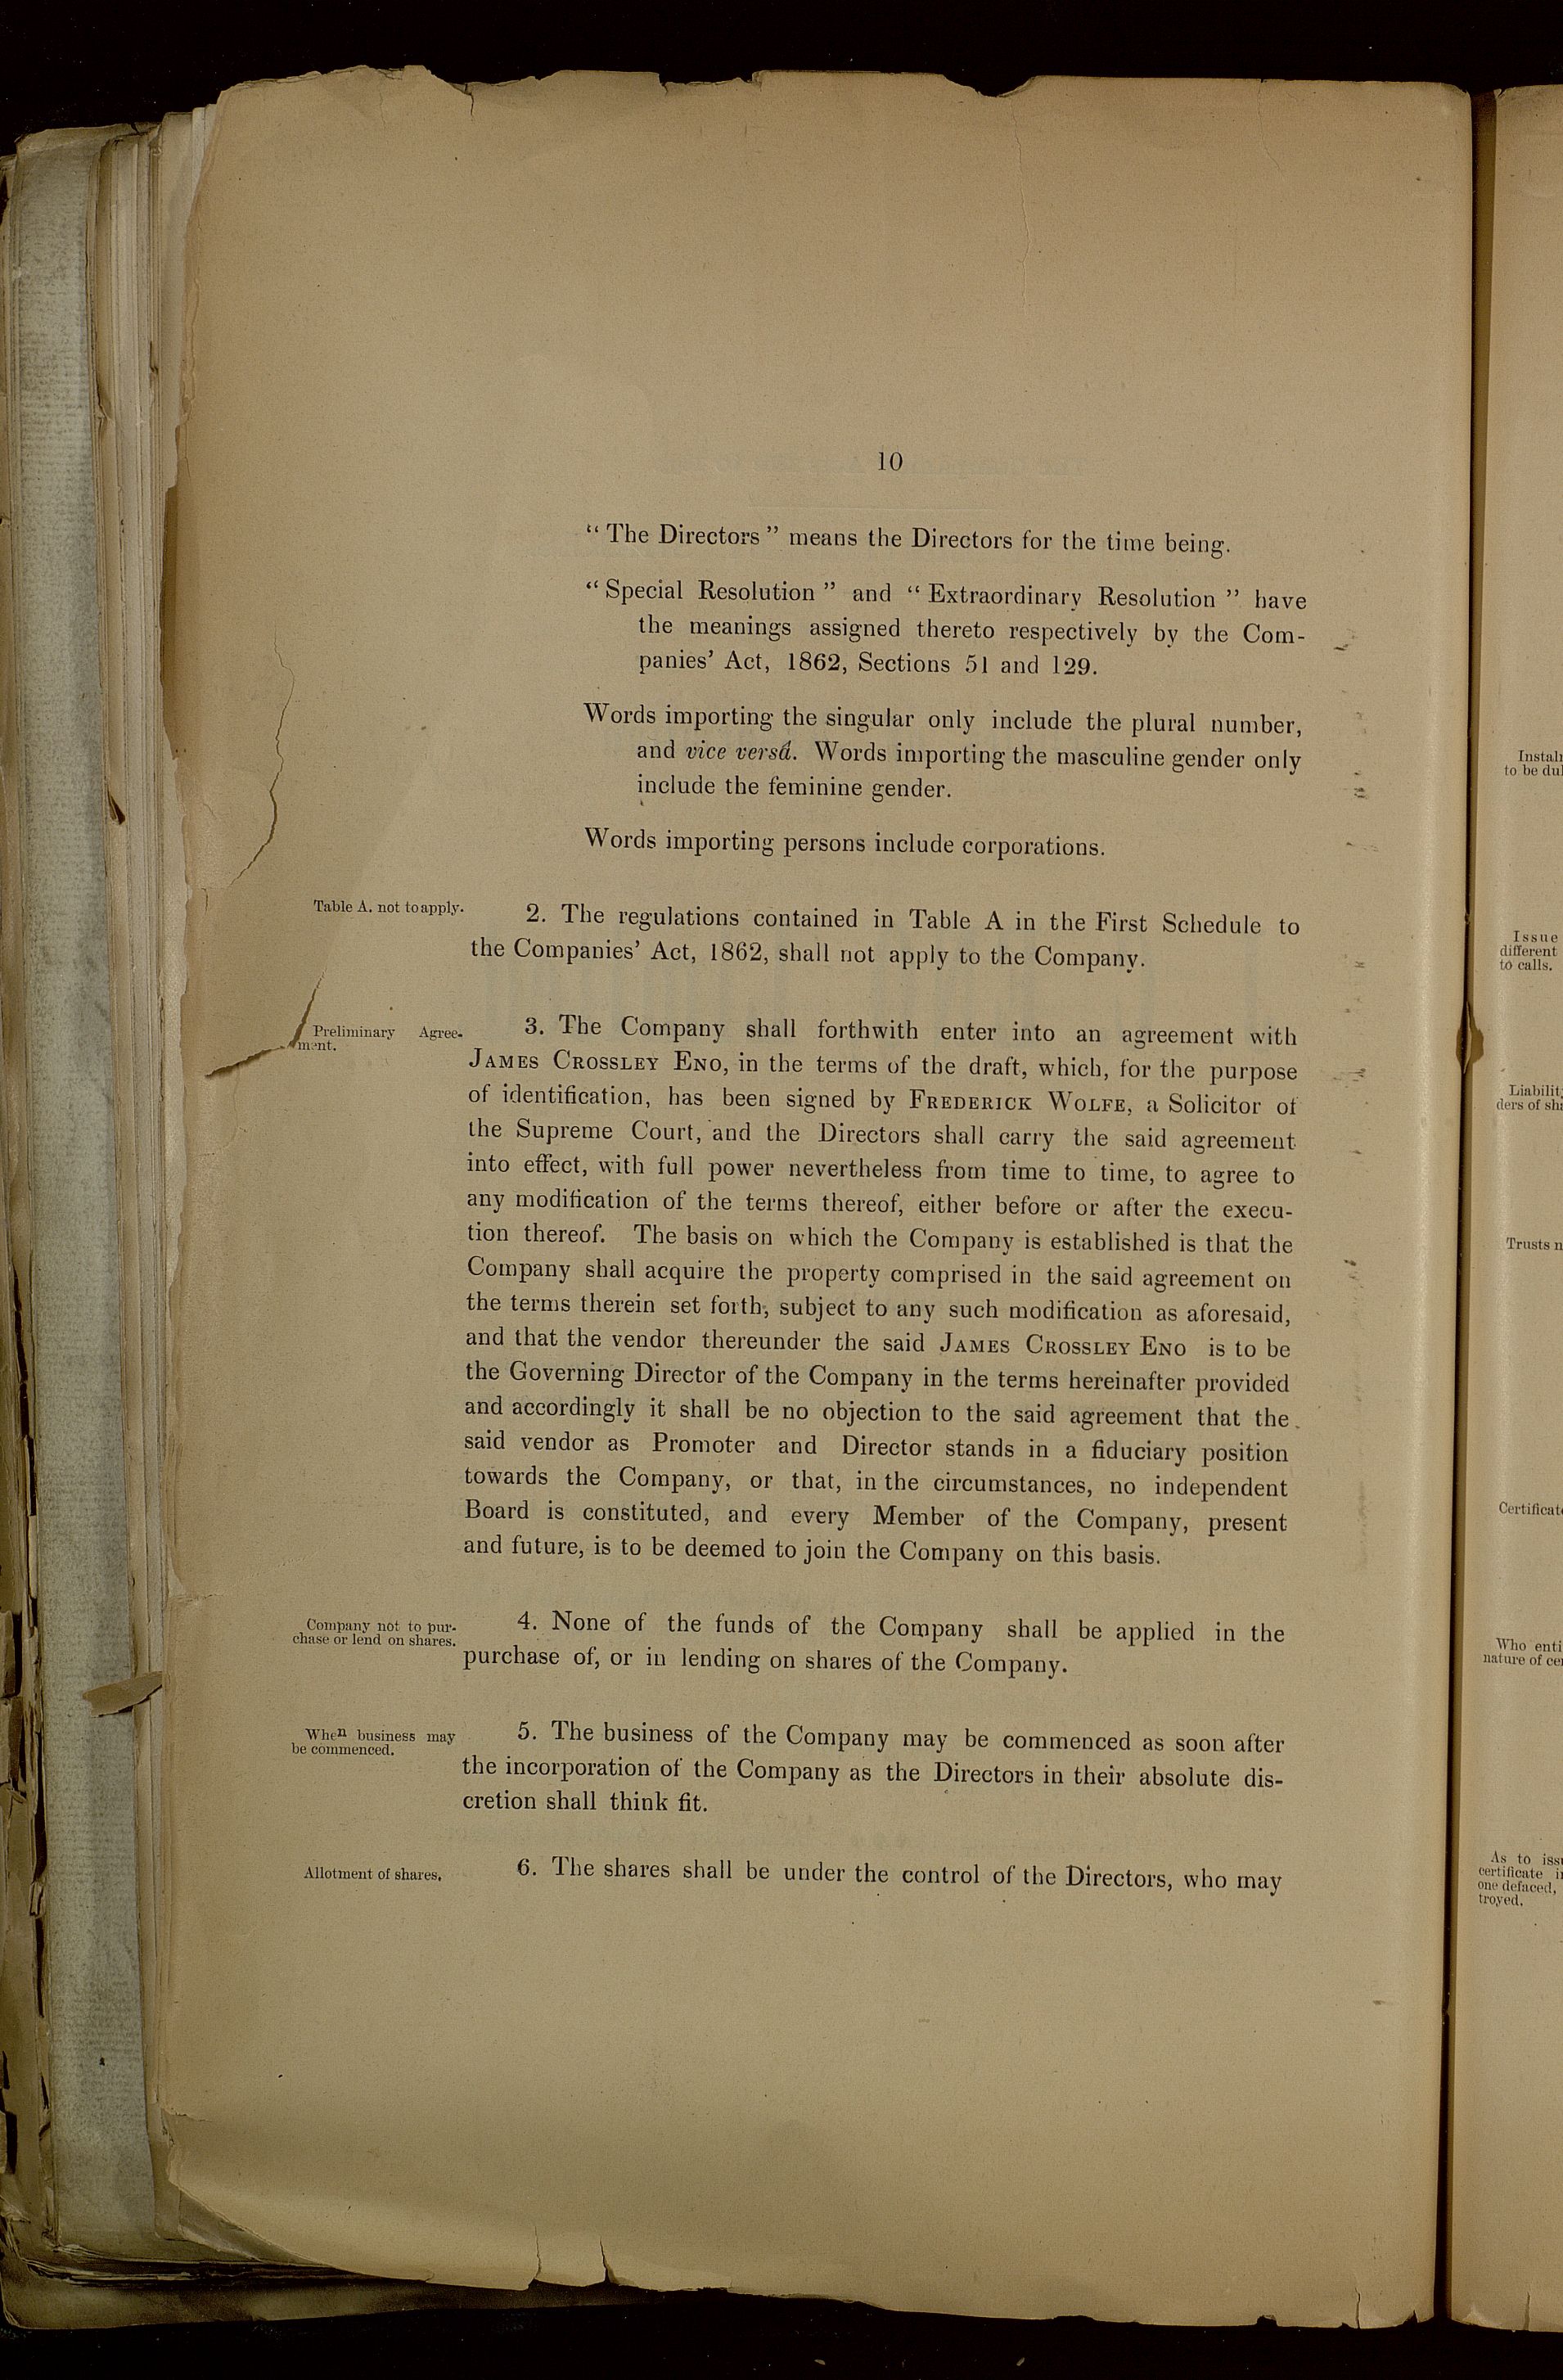 10
“ The Directors ” means the Directors for the time being.
“ Special Resolution ” and “ Extraordinary Resolution ” have
the meanings assigned thereto respectively by the Com-
panies’ Act, 1862, Sections 51 and 129.
Words importing the singular only include the plural number,
and vice versâ. Words importing the masculine gender only
include the feminine gender.
Words importing persons include corporations.
Table A. not to apply.
2. The regulations contained in Table A in the First Schedule to
the Companies’ Act, 1862, shall not apply to the Company.
Preliminary Agree-
ment.
3. The Company shall forthwith enter into an agreement with
JAMES CROSSLEY ENO, in the terms of the draft, which, for the purpose
of identification, has been signed by FREDERICK WOLFE, a Solicitor of
the Supreme Court, and the Directors shall carry the said agreement
into effect, with full power nevertheless from time to time, to agree to
any modification of the terms thereof, either before or after the execu-
tion thereof. The basis on which the Company is established is that the
Company shall acquire the property comprised in the said agreement on
the terms therein set forth, subject to any such modification as aforesaid,
and that the vendor thereunder the said JAMES CROSSLEY ENO is to be
the Governing Director of the Company in the terms hereinafter provided
and accordingly it shall be no objection to the said agreement that the
said vendor as Promoter and Director stands in a fiduciary position
towards the Company, or that, in the circumstances, no independent
Board is constituted, and every Member of the Company, present
and future, is to be deemed to join the Company on this basis.
Company not to pur-
chase or lend on shares.
4. None of the funds of the Company shall be applied in the
purchase of, or in lending on shares of the Company.
When business may
be commenced.
5. The business of the Company may be commenced as soon after
the incorporation of the Company as the Directors in their absolute dis-
cretion shall think fit.
Allotment of shares.
6. The shares shall be under the control of the Directors, who may
to be
Issue
different
to calls.
ders of
Trusts
Who
nature of
As to
certificate
one defaced,
troyed.